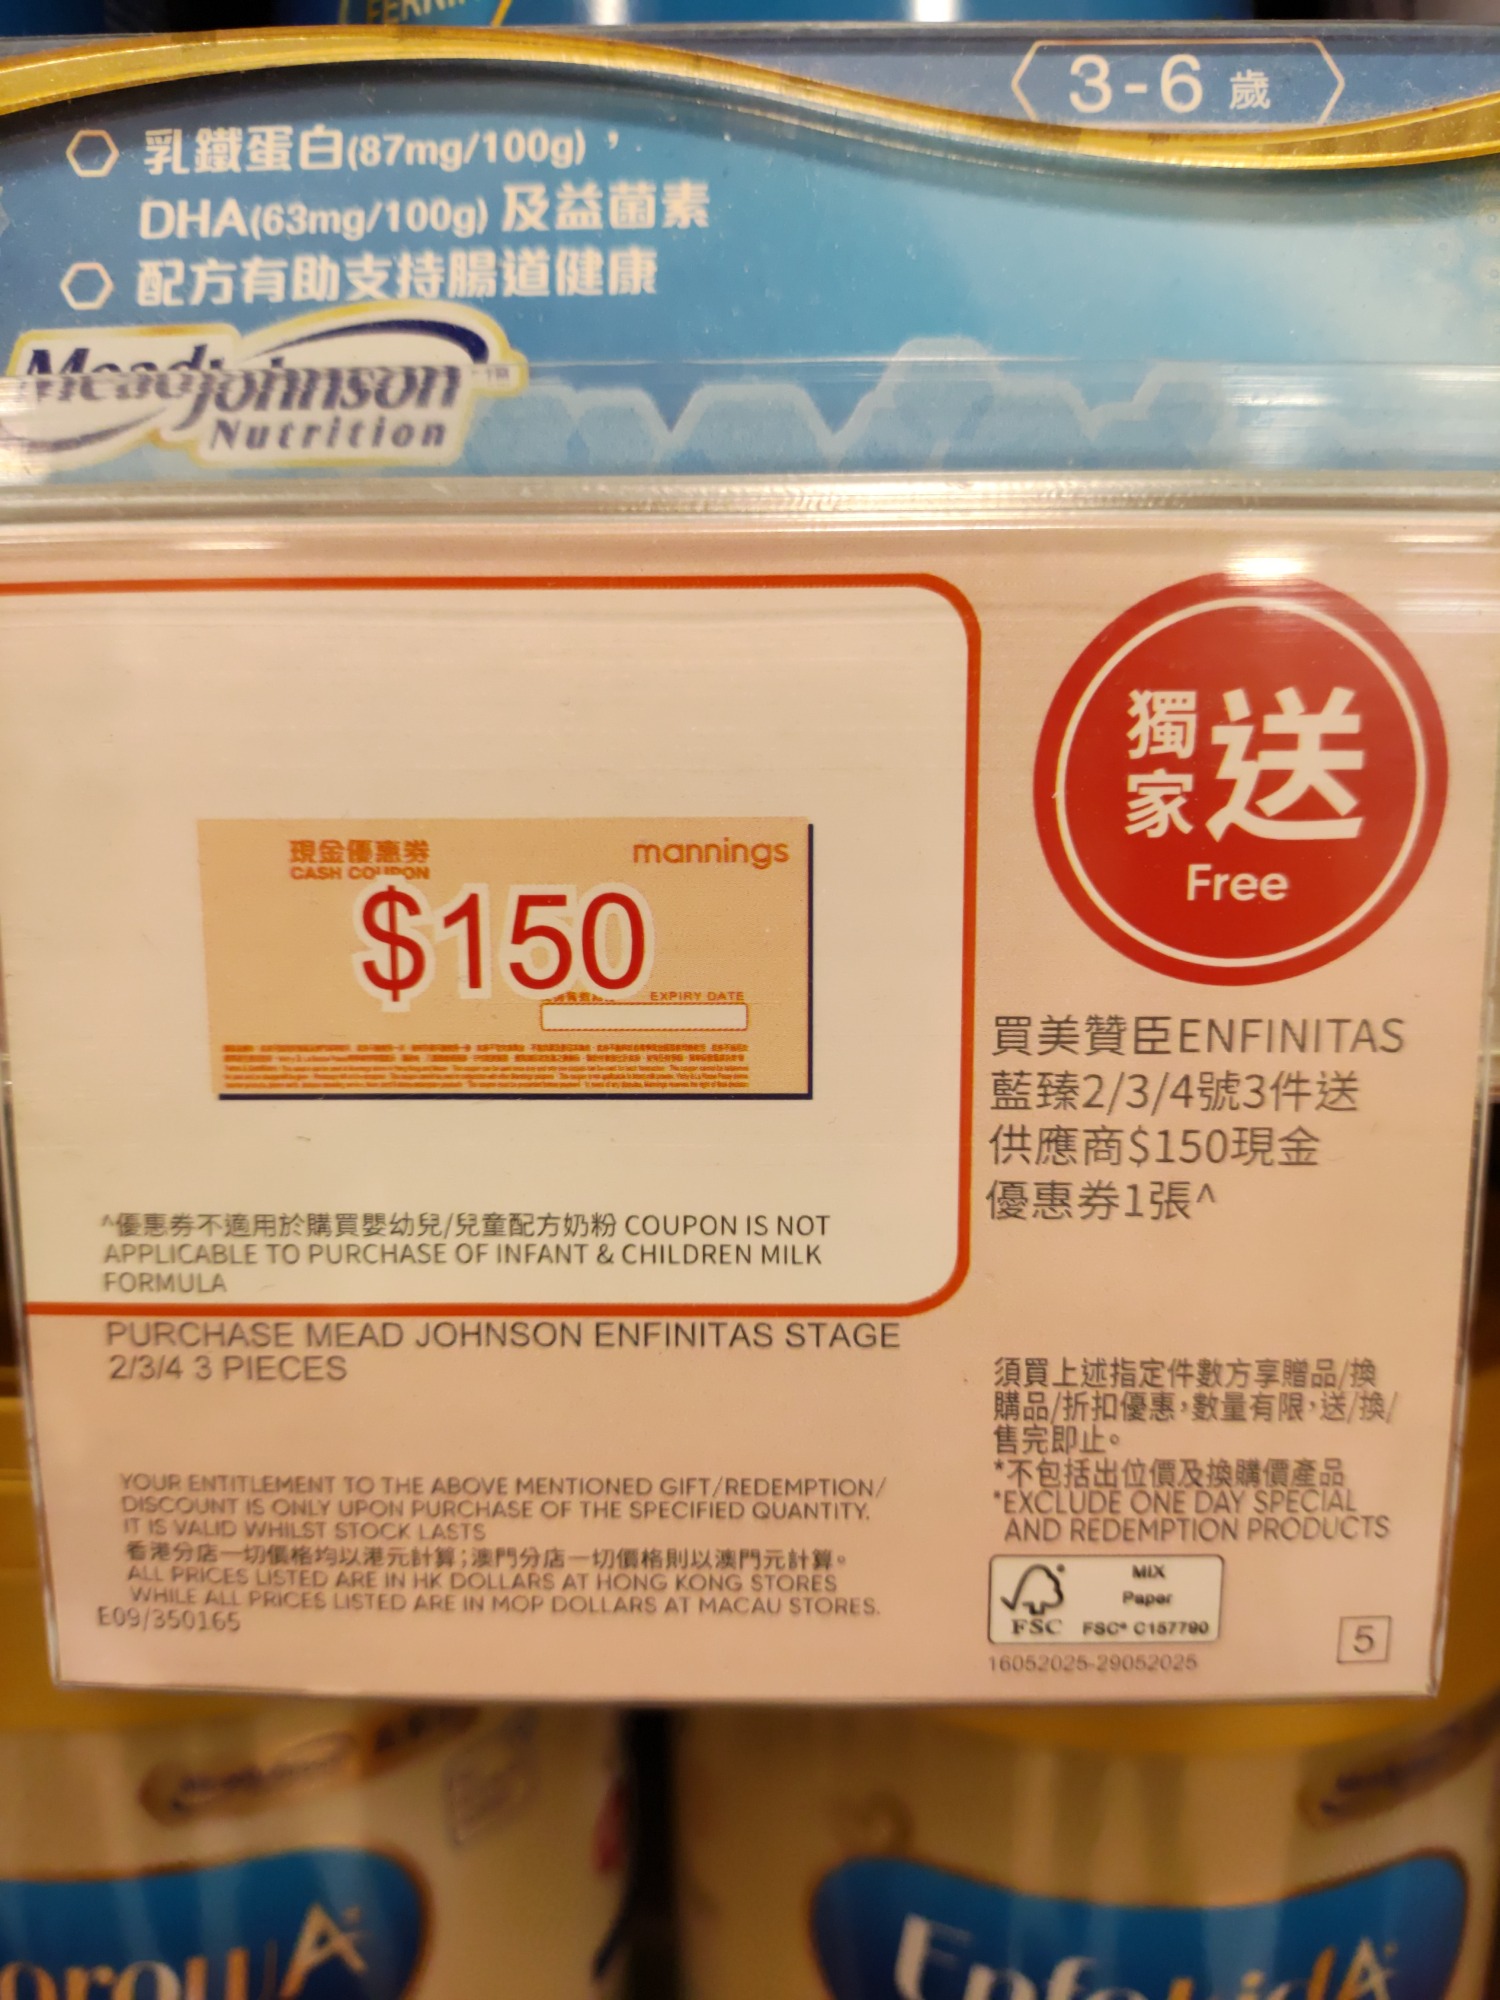 3-6 歲
乳鐵蛋白(87mg/100g)，
DHA(63mg/100g) 及益菌素
配方有助支持腸道健康
MeadJohnson™
Nutrition
獨家送
Free
現金優惠券
mannings
CASH COUPON
$150
EXPIRY DATE
買美贊臣ENFINITAS
藍臻2/3/4號3件送
供應商$150現金
優惠券1張^
^優惠券不適用於購買嬰幼兒/兒童配方奶粉 COUPON IS NOT
APPLICABLE TO PURCHASE OF INFANT & CHILDREN MILK
FORMULA
PURCHASE MEAD JOHNSON ENFINITAS STAGE
2/3/4 3 PIECES
須買上述指定件數方享贈品/換
購品/折扣優惠，數量有限，送/換/
售完即止。
*不包括出位價及換購價產品
*EXCLUDE ONE DAY SPECIAL
AND REDEMPTION PRODUCTS
YOUR ENTITLEMENT TO THE ABOVE MENTIONED GIFT/REDEMPTION/
DISCOUNT IS ONLY UPON PURCHASE OF THE SPECIFIED QUANTITY.
IT IS VALID WHILST STOCK LASTS
香港分店一切價格均以港元計算；澳門分店一切價格則以澳門元計算。
ALL PRICES LISTED ARE IN HK DOLLARS AT HONG KONG STORES
WHILE ALL PRICES LISTED ARE IN MOP DOLLARS AT MACAU STORES.
E09/350165
MIX
Paper
FSC
FSC® C157790
5
16052025-29052025
EnfakidA+